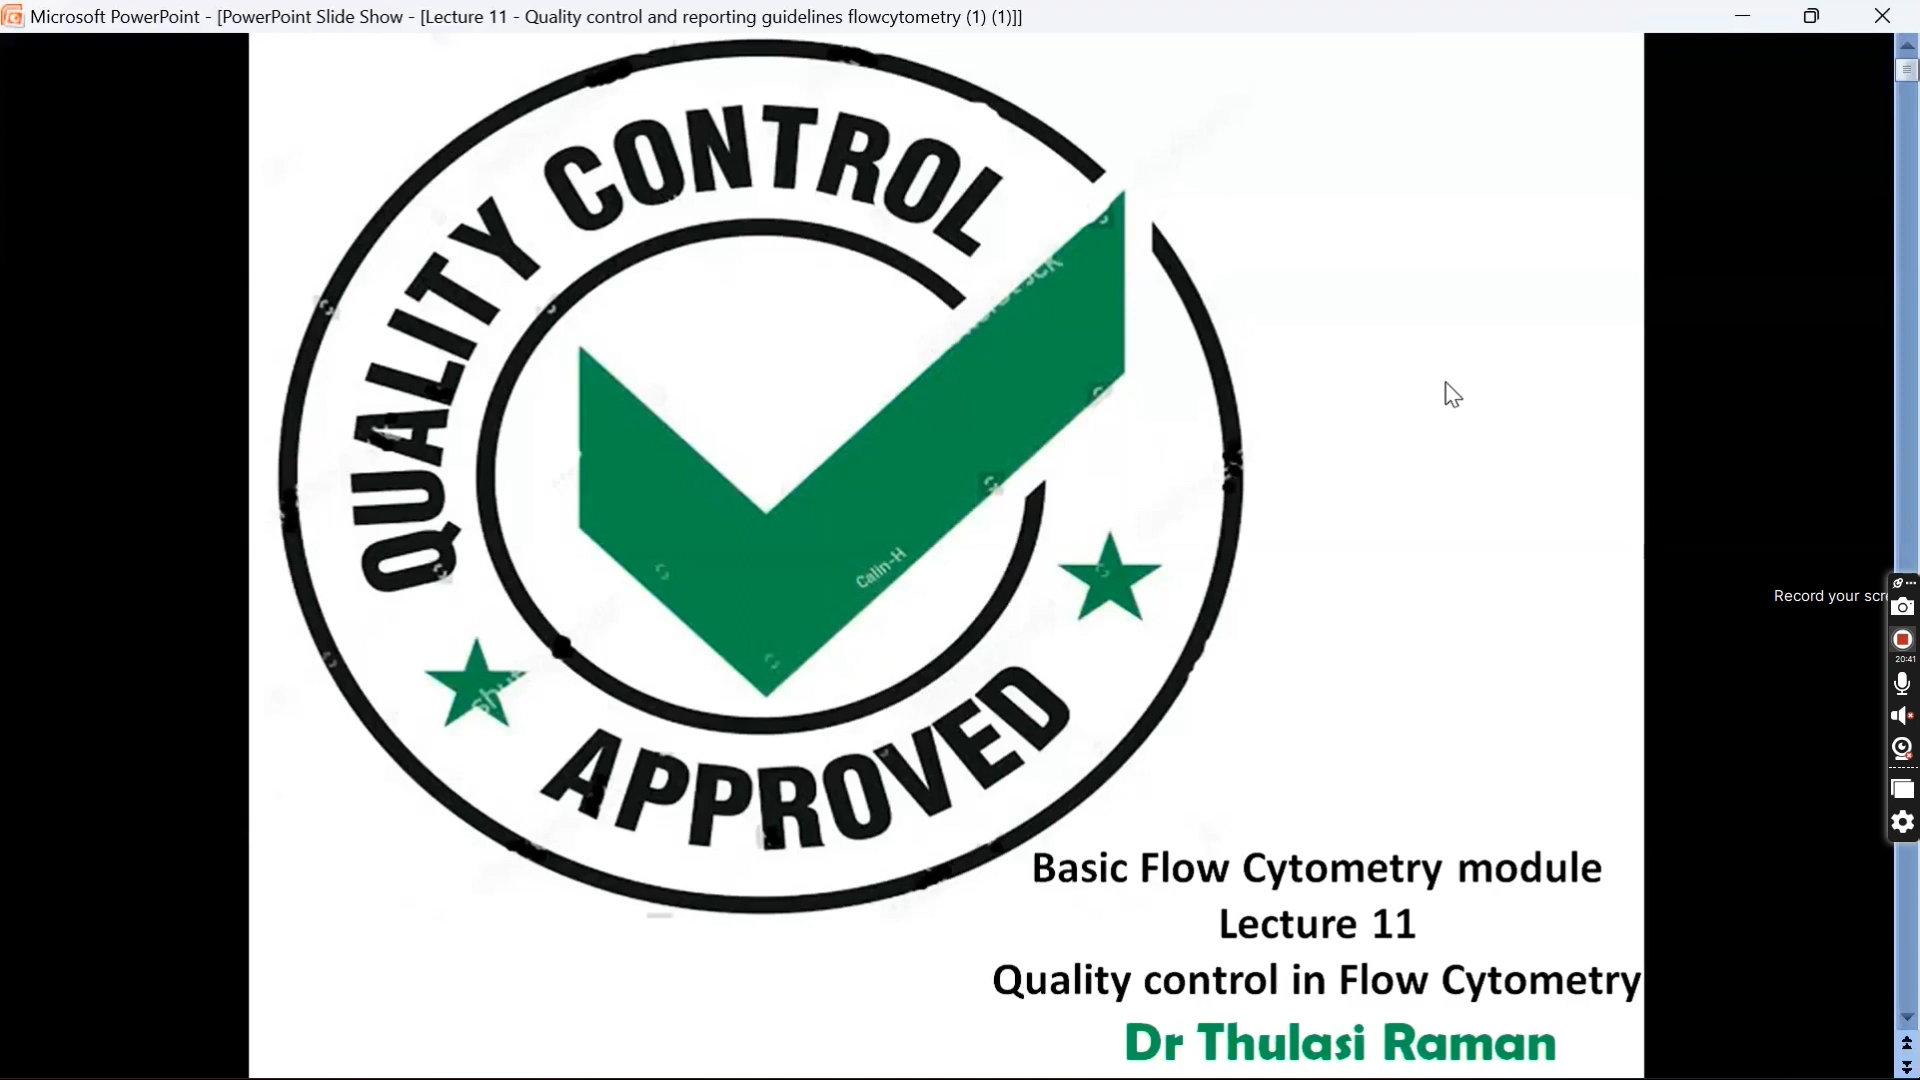 Microsoft PowerPoint - [PowerPoint Slide Show - [Lecture 11 - Quality control and reporting guidelines flowcytometry (1) (1)]]
QUALITY CONTROL
Calin-H
APPROVED
Record your scre
20:41
Basic Flow Cytometry module
Lecture 11
Quality control in Flow Cytometry
Dr Thulasi Raman